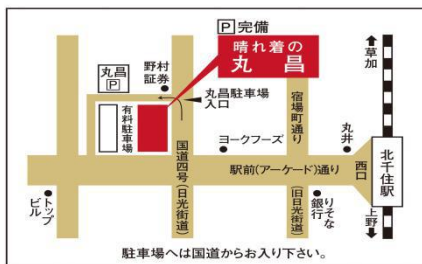 P 完備
晴れ着の
丸昌
丸昌
P
野村
証券
丸昌駐車場
入口
有料駐車場
国道四号(日光街道)
ヨークフーズ
宿場町通り
(旧日光街道)
丸井
駅前(アーケード)通り
西口
北千住駅
草加
上野
トップ
ビル
りそな
銀行
駐車場へは国道からお入り下さい。